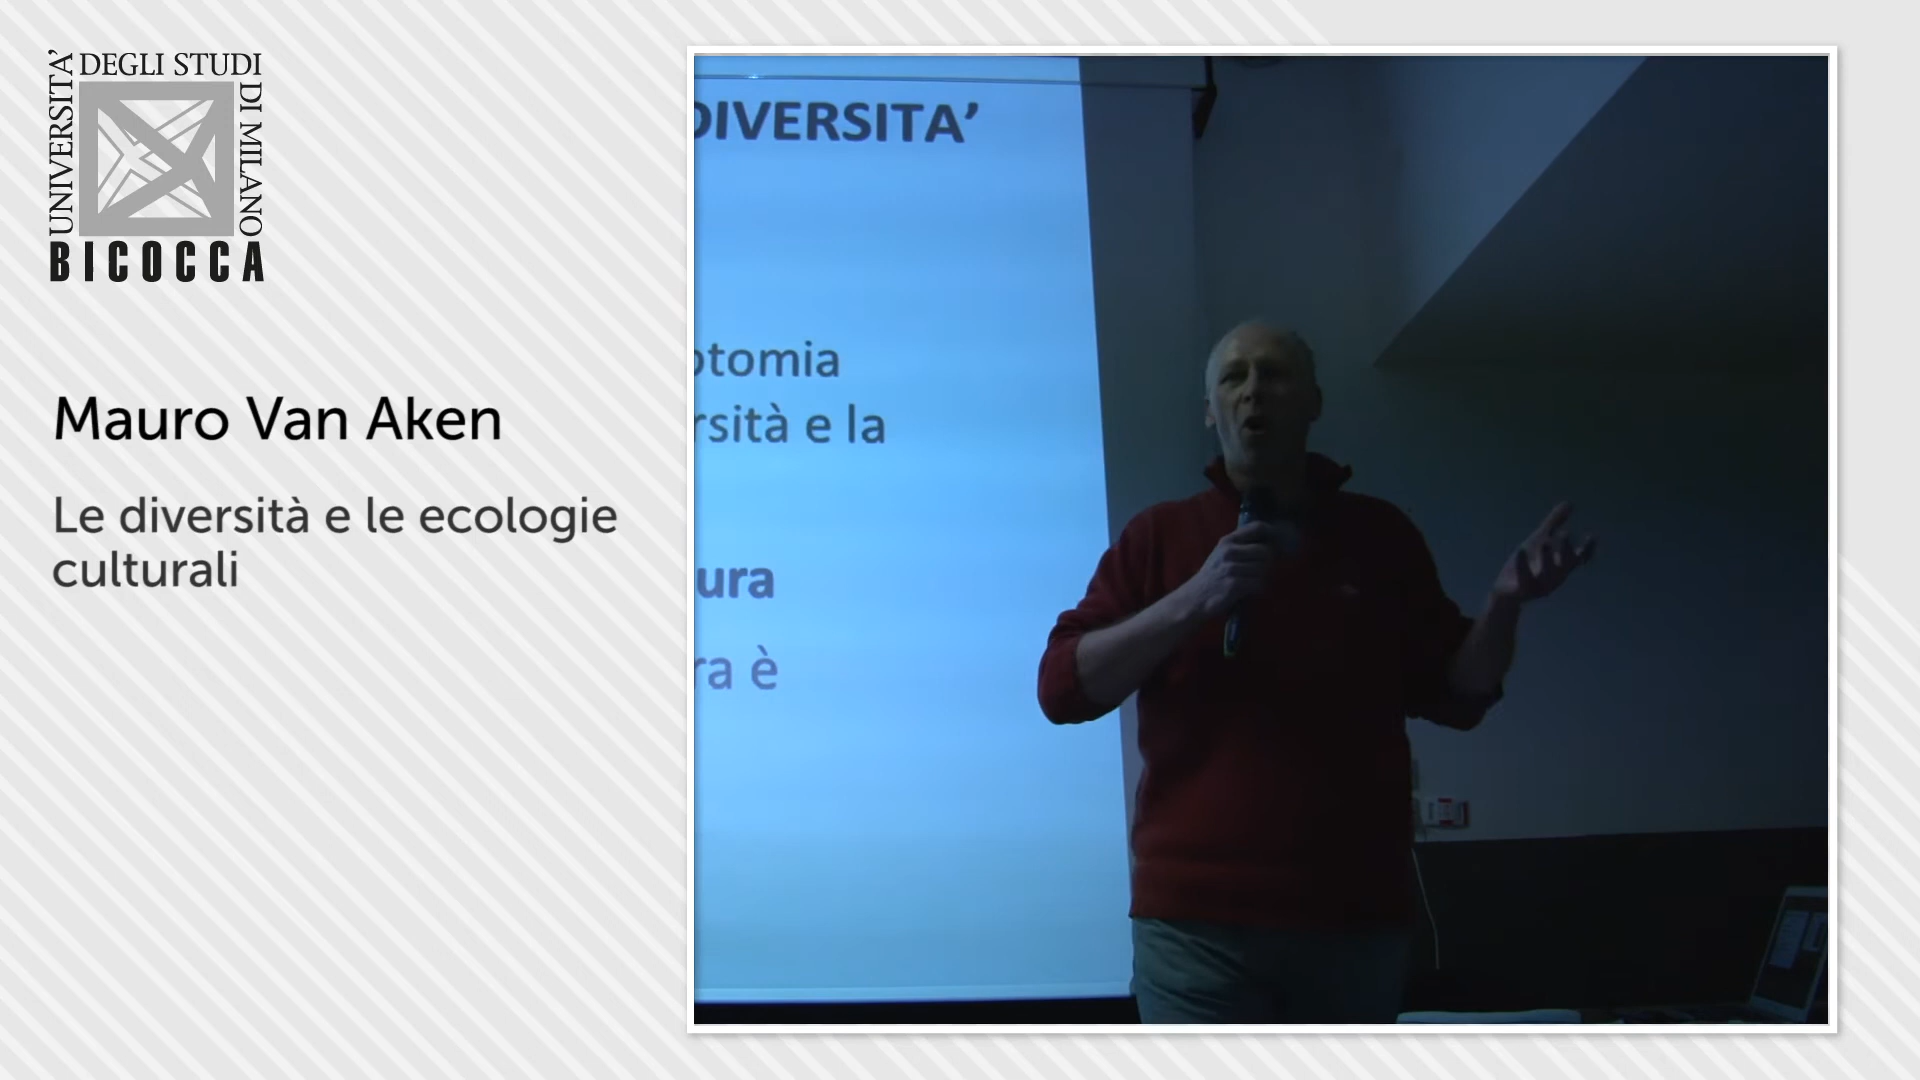 UNIVERSITA'
DEGLI STUDI
DI MILANO
BICOCCA
Mauro Van Aken
Le diversità e le ecologie
culturali
DIVERSITA’
otomia
rsità e la
ura
ra è